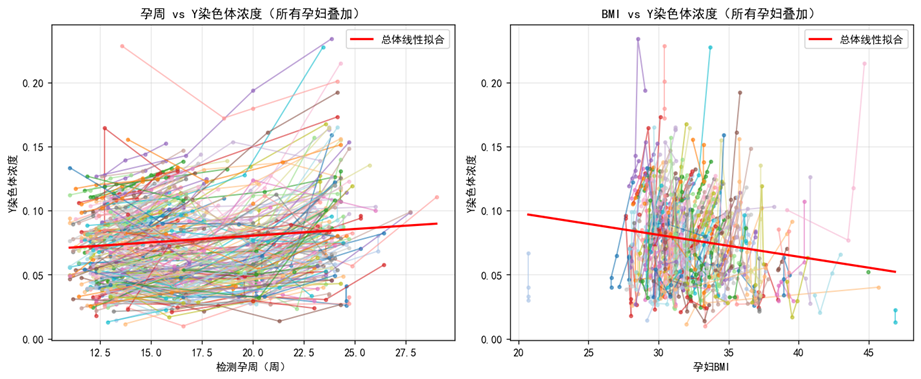 孕周 vs Y染色体浓度（所有孕妇叠加）
总体线性拟合
Y染色体浓度
0.20
0.15
0.10
0.05
0.00
12.5 15.0 17.5 20.0 22.5 25.0 27.5
检测孕周（周）
BMI vs Y染色体浓度（所有孕妇叠加）
总体线性拟合
Y染色体浓度
0.20
0.15
0.10
0.05
0.00
20 25 30 35 40 45
孕妇BMI